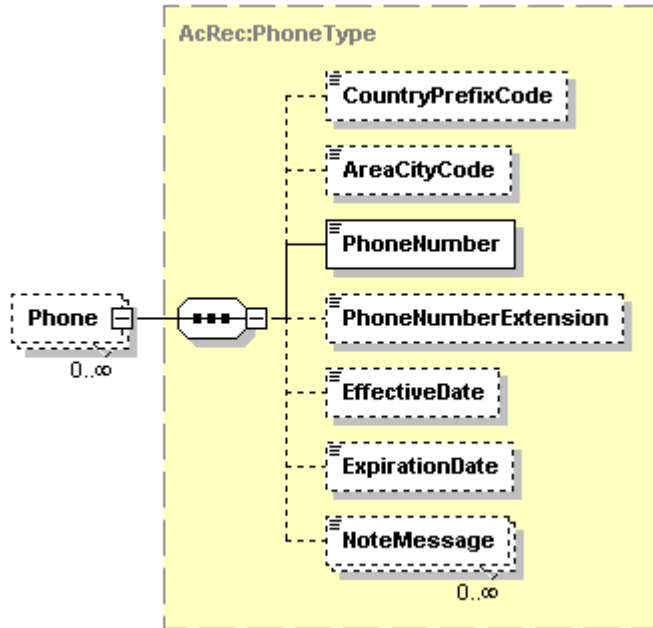 AcRec:PhoneType
CountryPrefixCode
AreaCityCode
PhoneNumber
Phone
0..∞
PhoneNumberExtension
EffectiveDate
ExpirationDate
NoteMessage
0..∞